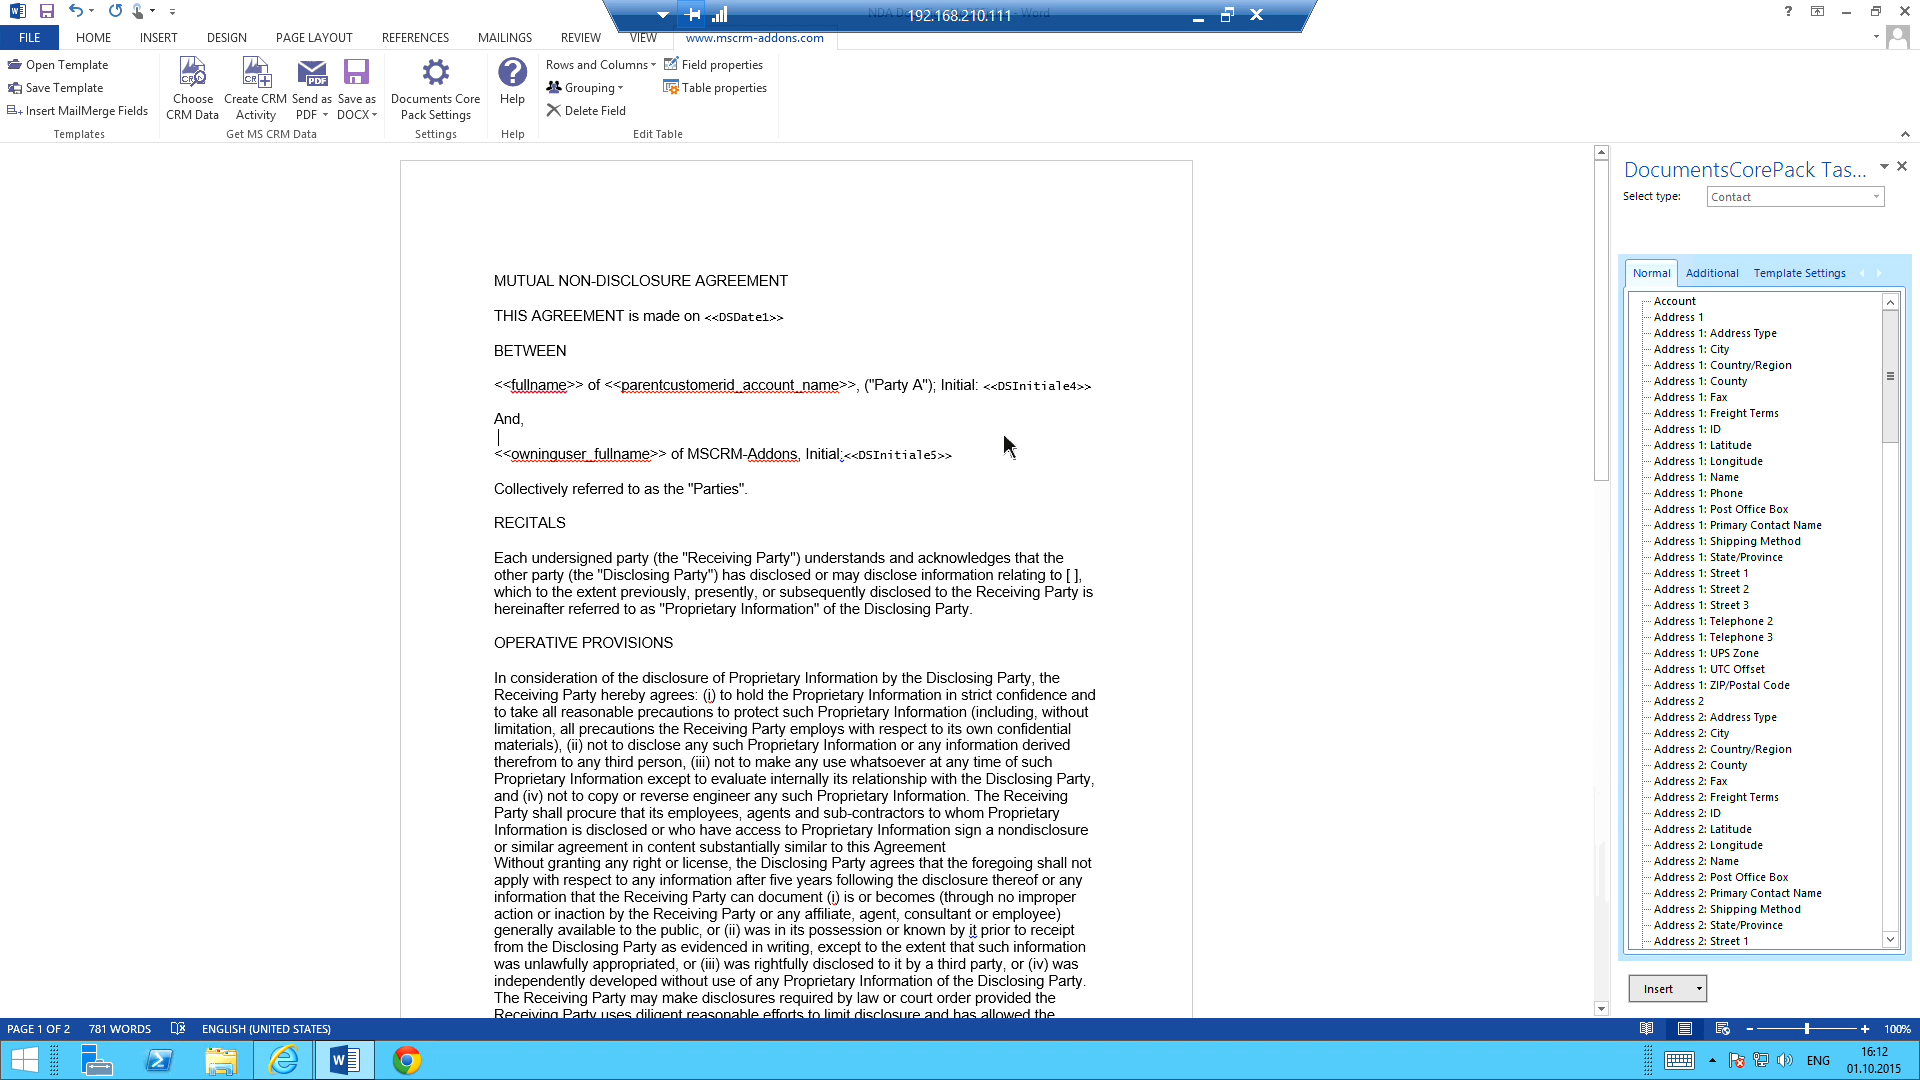 192.168.210.111
FILE
HOME
INSERT
DESIGN
PAGE LAYOUT
REFERENCES
MAILINGS
REVIEW
VIEW
www.mscrm-addons.com
Open Template
Save Template
Insert MailMerge Fields
Templates
Choose
CRM Data
Create CRM
Activity
Send as
PDF
Save as
DOCX
Get MS CRM Data
Documents Core
Pack Settings
Settings
Help
Help
Rows and Columns
Grouping
Delete Field
Field properties
Table properties
Edit Table
MUTUAL NON-DISCLOSURE AGREEMENT
THIS AGREEMENT is made on <<DSDate1>>
BETWEEN
<<fullname>> of <<parentcustomerid_account_name>>, ("Party A"); Initial: <<DSInitiale4>>
And,
<<owninguser_fullname>> of MSCRM-Addons, Initial:<<DSInitiale5>>
Collectively referred to as the "Parties".
RECITALS
Each undersigned party (the "Receiving Party") understands and acknowledges that the
other party (the "Disclosing Party") has disclosed or may disclose information relating to [ ],
which to the extent previously, presently, or subsequently disclosed to the Receiving Party is
hereinafter referred to as "Proprietary Information" of the Disclosing Party.
OPERATIVE PROVISIONS
In consideration of the disclosure of Proprietary Information by the Disclosing Party, the
Receiving Party hereby agrees: (i) to hold the Proprietary Information in strict confidence and
to take all reasonable precautions to protect such Proprietary Information (including, without
limitation, all precautions the Receiving Party employs with respect to its own confidential
materials), (ii) not to disclose any such Proprietary Information or any information derived
therefrom to any third person, (iii) not to make any use whatsoever at any time of such
Proprietary Information except to evaluate internally its relationship with the Disclosing Party,
and (iv) not to copy or reverse engineer any such Proprietary Information. The Receiving
Party shall procure that its employees, agents and sub-contractors to whom Proprietary
Information is disclosed or who have access to Proprietary Information sign a nondisclosure
or similar agreement in content substantially similar to this Agreement
Without granting any right or license, the Disclosing Party agrees that the foregoing shall not
apply with respect to any information after five years following the disclosure thereof or any
information that the Receiving Party can document (i) is or becomes (through no improper
action or inaction by the Receiving Party or any affiliate, agent, consultant or employee)
generally available to the public, or (ii) was in its possession or known by it prior to receipt
from the Disclosing Party as evidenced in writing, except to the extent that such information
was unlawfully appropriated, or (iii) was rightfully disclosed to it by a third party, or (iv) was
independently developed without use of any Proprietary Information of the Disclosing Party.
The Receiving Party may make disclosures required by law or court order provided the
Receiving Party uses diligent reasonable efforts to limit disclosure and has allowed the
DocumentsCorePack Tas...
Select type:
Contact
Normal
Additional
Template Settings
Account
Address 1
Address 1: Address Type
Address 1: City
Address 1: Country/Region
Address 1: County
Address 1: Fax
Address 1: Freight Terms
Address 1: ID
Address 1: Latitude
Address 1: Longitude
Address 1: Name
Address 1: Phone
Address 1: Post Office Box
Address 1: Primary Contact Name
Address 1: Shipping Method
Address 1: State/Province
Address 1: Street 1
Address 1: Street 2
Address 1: Street 3
Address 1: Telephone 2
Address 1: Telephone 3
Address 1: UPS Zone
Address 1: UTC Offset
Address 1: ZIP/Postal Code
Address 2
Address 2: Address Type
Address 2: City
Address 2: Country/Region
Address 2: County
Address 2: Fax
Address 2: Freight Terms
Address 2: ID
Address 2: Latitude
Address 2: Longitude
Address 2: Name
Address 2: Post Office Box
Address 2: Primary Contact Name
Address 2: Shipping Method
Address 2: State/Province
Address 2: Street 1
Insert
PAGE 1 OF 2
781 WORDS
ENGLISH (UNITED STATES)
100%
ENG
16:12
01.10.2015